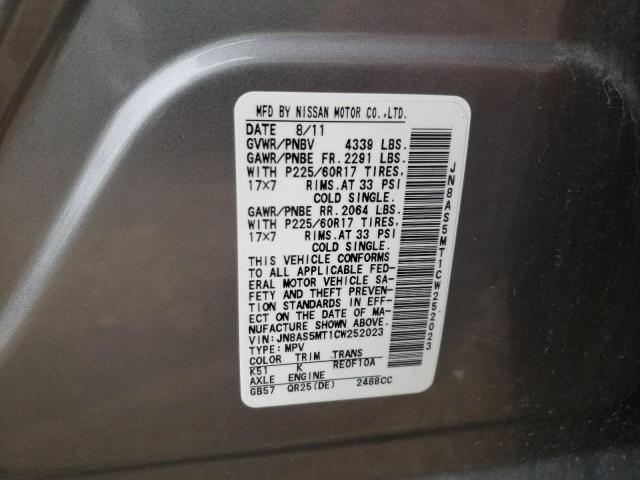 MFD BY NISSAN MOTOR CO.,LTD.
DATE 8/11
GVWR/PNBV 4339 LBS.
GAWR/PNBE FR. 2291 LBS.
WITH P225/60R17 TIRES,
17×7 RIMS.AT 33 PSI
COLD SINGLE.
GAWR/PNBE RR. 2064 LBS.
WITH P225/60R17 TIRES,
17×7 RIMS.AT 33 PSI
COLD SINGLE.
THIS VEHICLE CONFORMS
TO ALL APPLICABLE FED-
ERAL MOTOR VEHICLE SA-
FETY AND THEFT PREVEN-
TION STANDARDS IN EFF-
ECT ON THE DATE OF MA-
NUFACTURE SHOWN ABOVE.
VIN: JN8AS5MT1CW252023
TYPE: MPV
COLOR TRIM TRANS
K51 K RE0F10A
AXLE ENGINE
GB57 QR25(DE) 2488CC
JN8AS5MT1CW252023